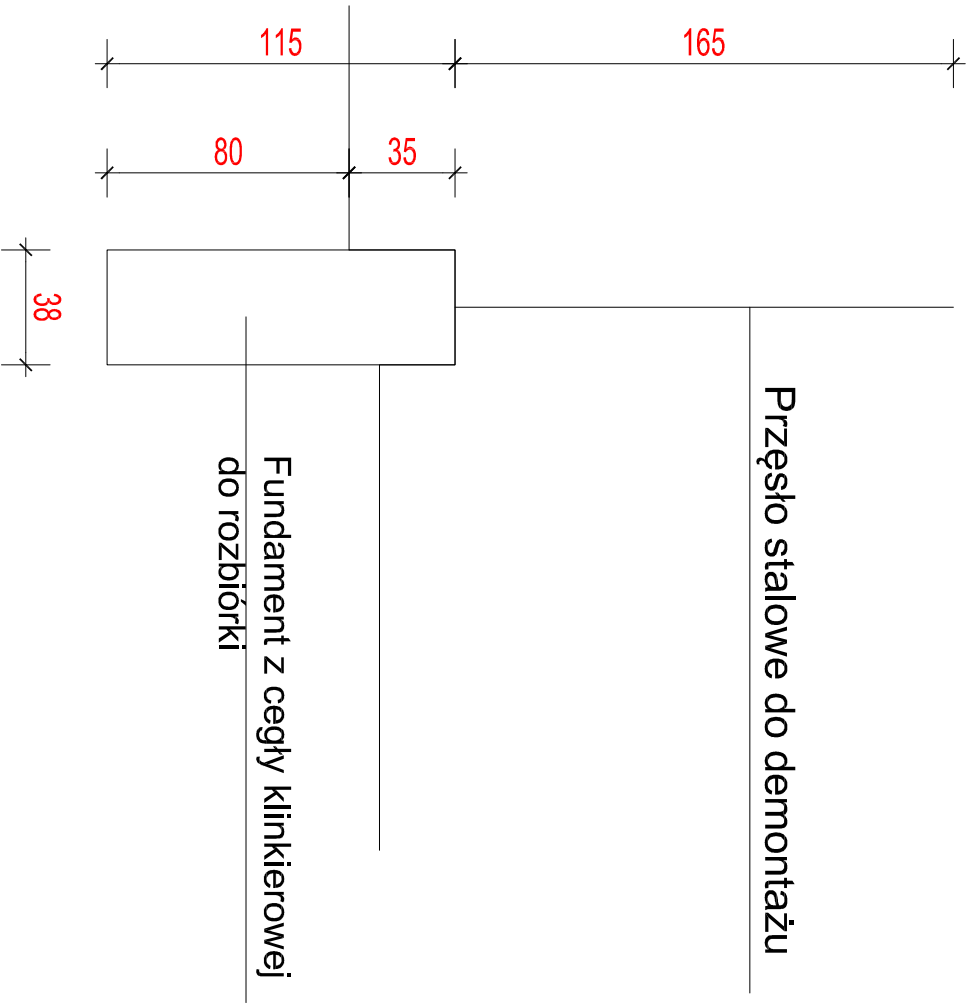 115
165
80
35
38
Przęsło stalowe do demontażu
Fundament z cegły klinkierowej
do rozbiórki